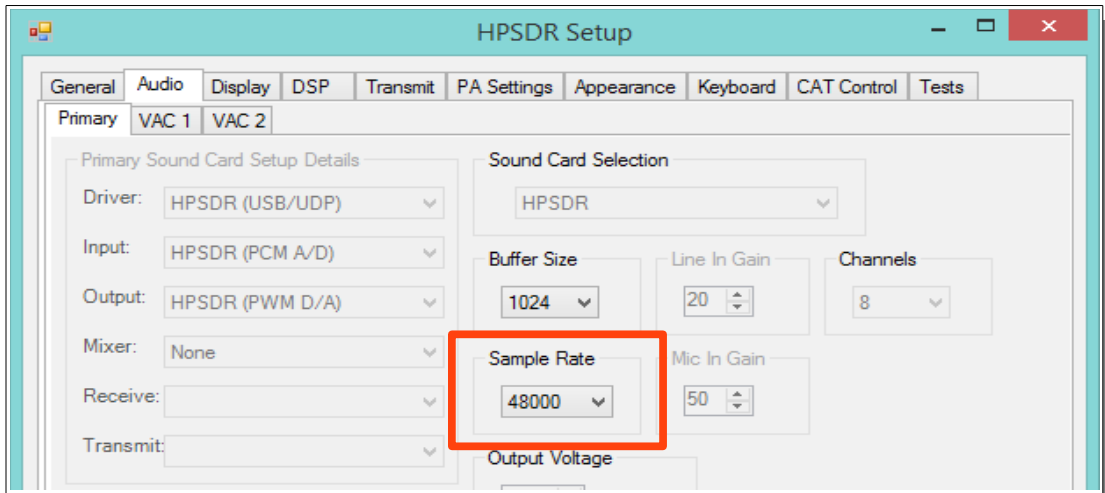 HPSDR Setup
General Audio Display DSP Transmit PA Settings Appearance Keyboard CAT Control Tests
Primary VAC 1 VAC 2
Primary Sound Card Setup Details
Driver: HPSDR (USB/UDP)
Input: HPSDR (PCM A/D)
Output: HPSDR (PWM D/A)
Mixer: None
Receive:
Transmit:
Sound Card Selection
HPSDR
Buffer Size
1024
Line In Gain
20
Channels
8
Sample Rate
48000
Mic In Gain
50
Output Voltage